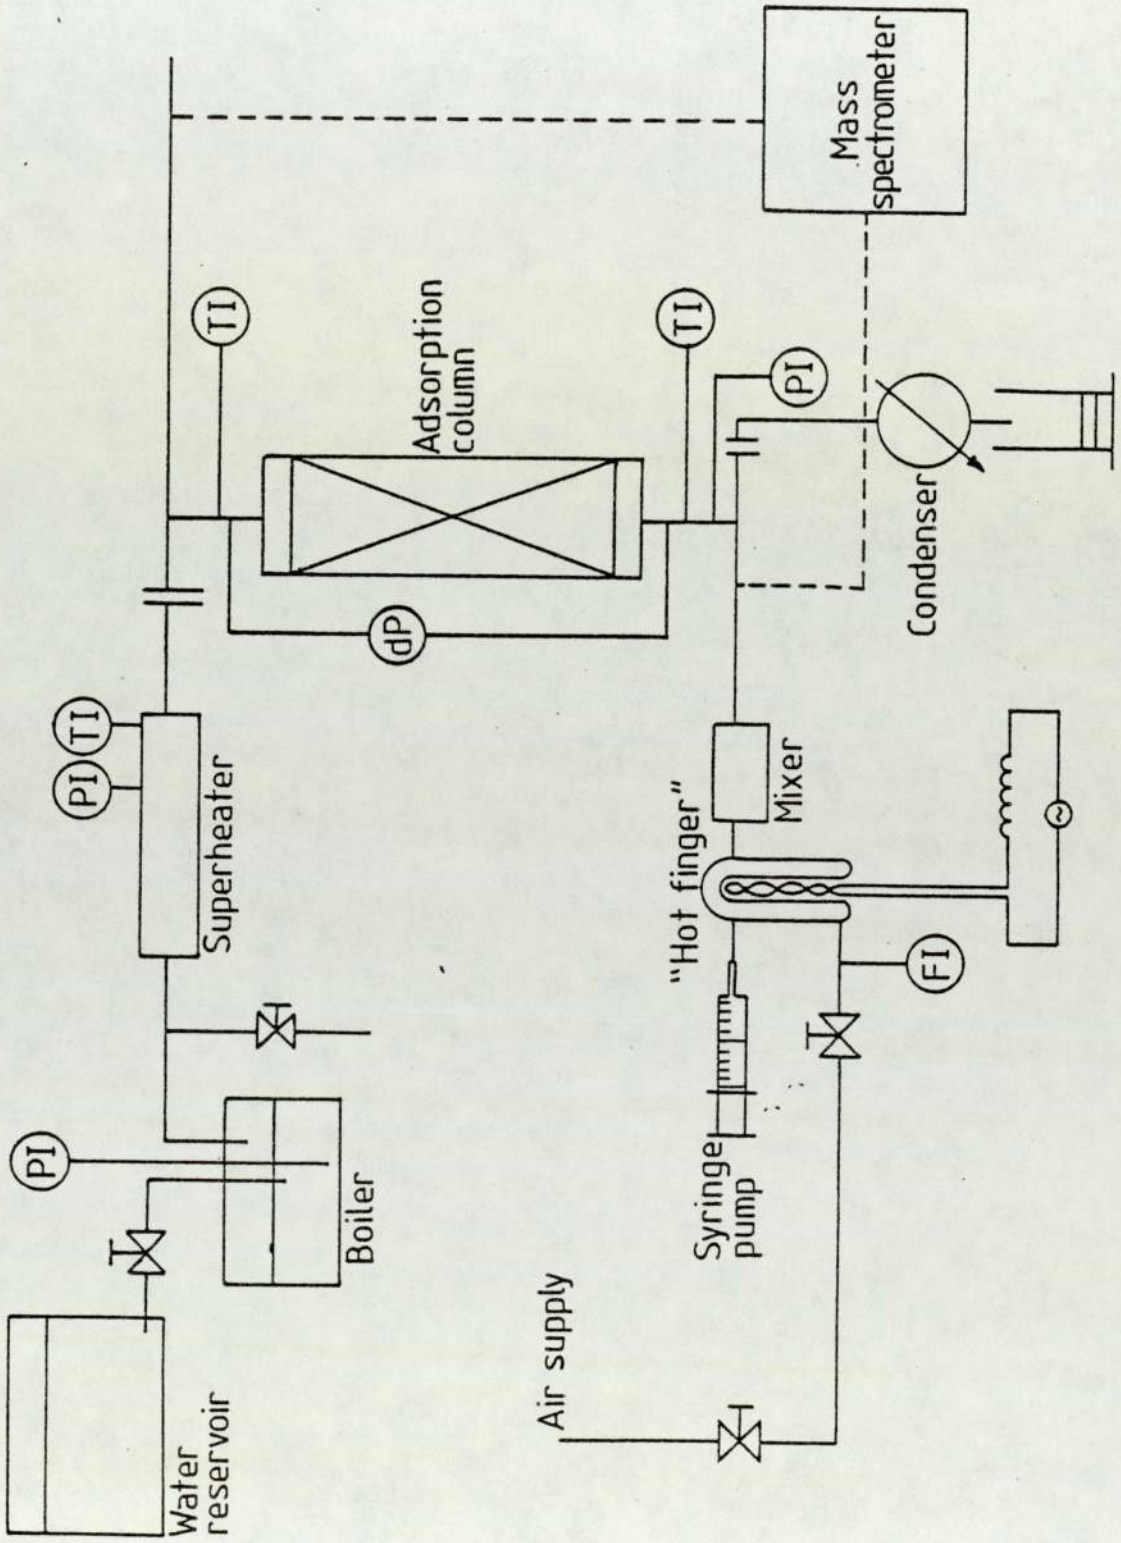 Water
reservoir
PI
Boiler
PI
TI
Superheater
TI
dP
Adsorption
column
TI
PI
Air supply
Syringe
pump
"Hot finger"
FI
Mixer
Condenser
Mass
spectrometer